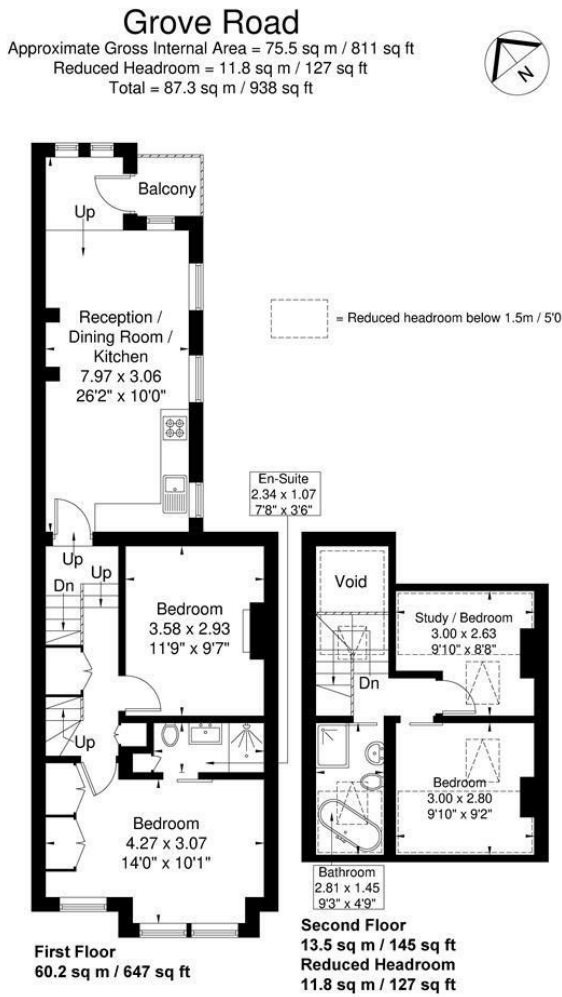 Grove Road
Approximate Gross Internal Area = 75.5 sq m / 811 sq ft
Reduced Headroom = 11.8 sq m / 127 sq ft
Total = 87.3 sq m / 938 sq ft
N
Balcony
Up
Reception /
Dining Room /
Kitchen
7.97 x 3.06
26'2" x 10'0"
= Reduced headroom below 1.5m / 5'0
En-Suite
2.34 x 1.07
7'8" x 3'6"
Up
Dn
Up
Bedroom
3.58 x 2.93
11'9" x 9'7"
Up
Bedroom
4.27 x 3.07
14'0" x 10'1"
First Floor
60.2 sq m / 647 sq ft
Void
Study / Bedroom
3.00 x 2.63
9'10" x 8'8"
Dn
Bedroom
3.00 x 2.80
9'10" x 9'2"
Bathroom
2.81 x 1.45
9'3" x 4'9"
Second Floor
13.5 sq m / 145 sq ft
Reduced Headroom
11.8 sq m / 127 sq ft